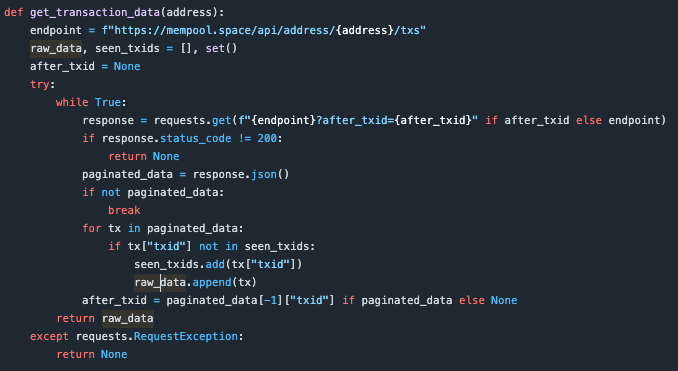 def get_transaction_data(address):
    endpoint = f"https://mempool.space/api/address/{address}/txs"
    raw_data, seen_txids = [], set()
    after_txid = None
    try:
        while True:
            response = requests.get(f"{endpoint}?after_txid={after_txid}" if after_txid else endpoint)
            if response.status_code != 200:
                return None
            paginated_data = response.json()
            if not paginated_data:
                break
            for tx in paginated_data:
                if tx["txid"] not in seen_txids:
                    seen_txids.add(tx["txid"])
                    raw_data.append(tx)
            after_txid = paginated_data[-1]["txid"] if paginated_data else None
        return raw_data
    except requests.RequestException:
        return None